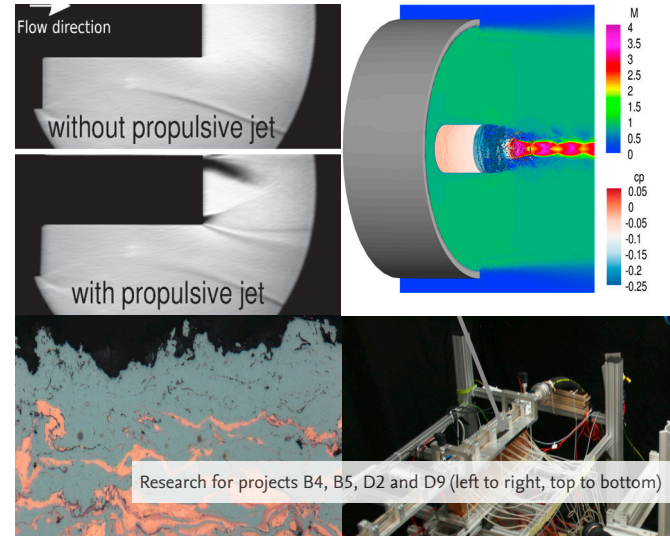 Flow direction
without propulsive jet
with propulsive jet
M
4
3.5
3
2.5
2
1.5
1
0.5
0
cp
0.05
0
-0.05
-0.1
-0.15
-0.2
-0.25
Research for projects B4, B5, D2 and D9 (left to right, top to bottom)